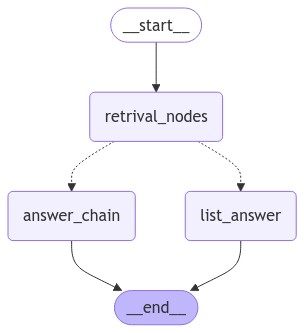 __start__
retrival_nodes
answer_chain
list_answer
__end__